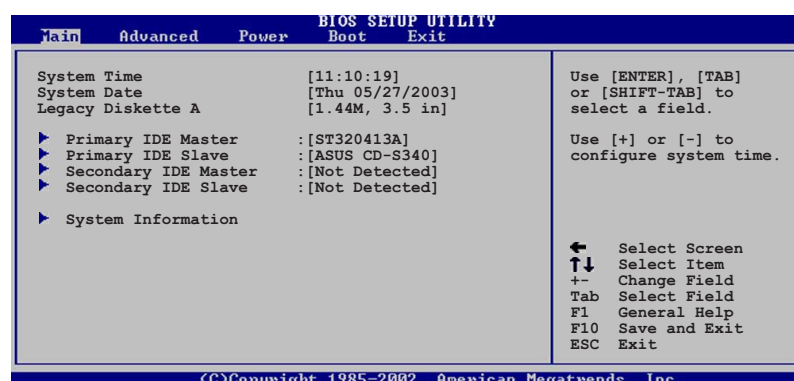 BIOS SETUP UTILITY
Main Advanced Power Boot Exit
System Time [11:10:19]
System Date [Thu 05/27/2003]
Legacy Diskette A [1.44M, 3.5 in]
Primary IDE Master :[ST320413A]
Primary IDE Slave :[ASUS CD-S340]
Secondary IDE Master :[Not Detected]
Secondary IDE Slave :[Not Detected]
System Information
Use [ENTER], [TAB]
or [SHIFT-TAB] to
select a field.
Use [+] or [-] to
configure system time.
← Select Screen
↑↓ Select Item
+- Change Field
Tab Select Field
F1 General Help
F10 Save and Exit
ESC Exit
(C)Copyright 1985-2002, American Megatrends, Inc.